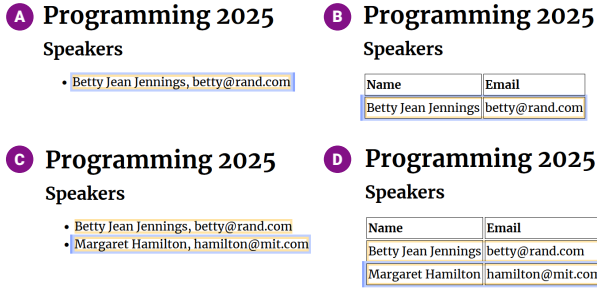 A
Programming 2025
Speakers
• Betty Jean Jennings, betty@rand.com
B
Programming 2025
Speakers
Name Email
Betty Jean Jennings betty@rand.com
C
Programming 2025
Speakers
• Betty Jean Jennings, betty@rand.com
• Margaret Hamilton, hamilton@mit.com
D
Programming 2025
Speakers
Name Email
Betty Jean Jennings betty@rand.com
Margaret Hamilton hamilton@mit.com